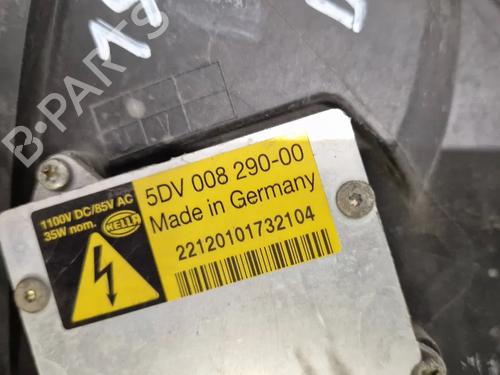 B-PARTS
1100V DC/85V AC
35W nom.
HELLA
5DV 008 290-00
Made in Germany
22120101732104